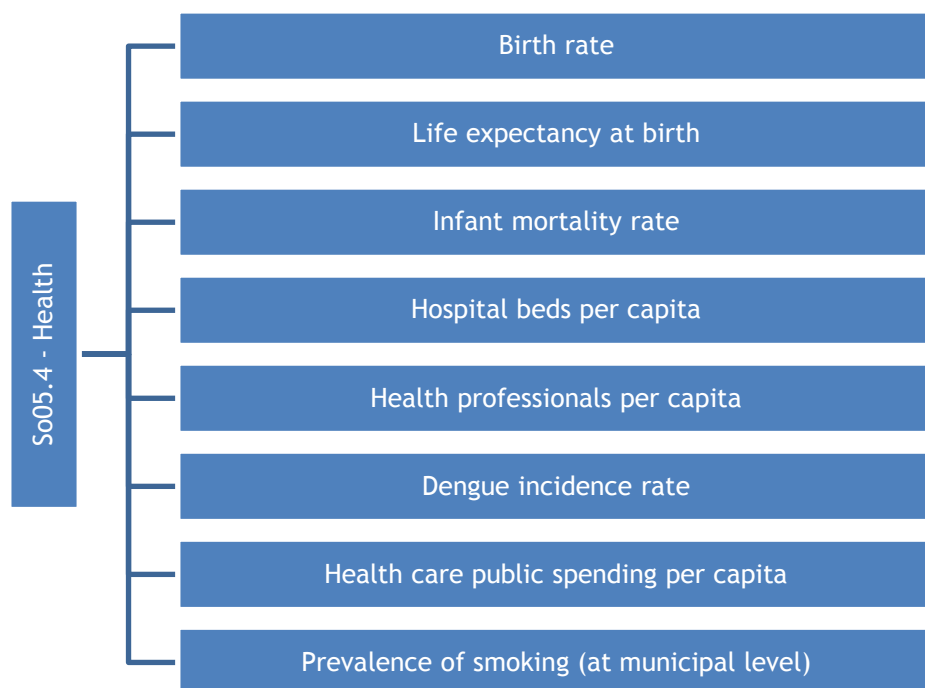 So05.4 - Health
Birth rate
Life expectancy at birth
Infant mortality rate
Hospital beds per capita
Health professionals per capita
Dengue incidence rate
Health care public spending per capita
Prevalence of smoking (at municipal level)